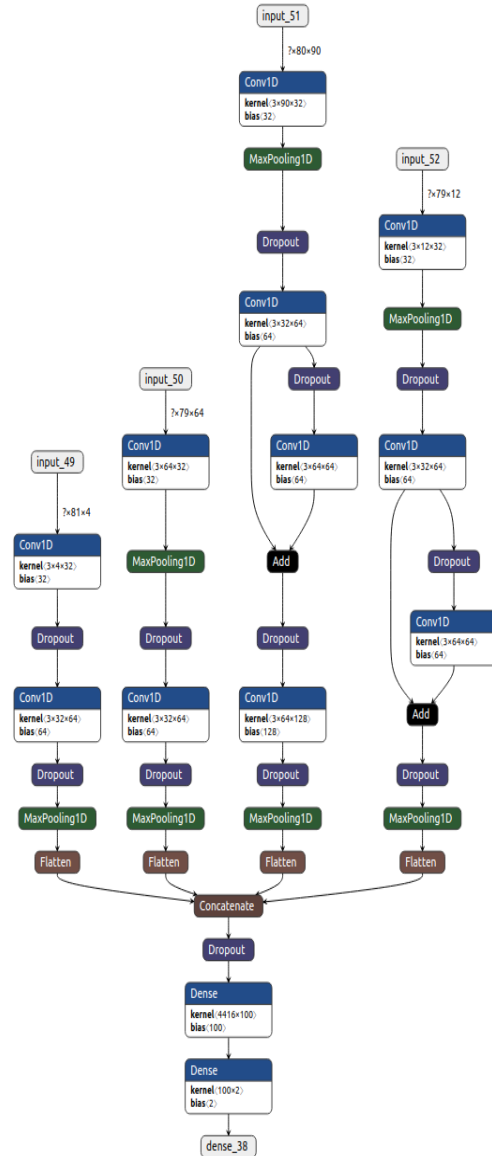 input_51
?×80×90
Conv1D
kernel⟨3×90×32⟩
bias⟨32⟩
MaxPooling1D
Dropout
Conv1D
kernel⟨3×32×64⟩
bias⟨64⟩
Dropout
Conv1D
kernel⟨3×64×64⟩
bias⟨64⟩
Add
Dropout
Conv1D
kernel⟨3×64×128⟩
bias⟨128⟩
Dropout
MaxPooling1D
Flatten
input_52
?×79×12
Conv1D
kernel⟨3×12×32⟩
bias⟨32⟩
MaxPooling1D
Dropout
Conv1D
kernel⟨3×32×64⟩
bias⟨64⟩
Dropout
Conv1D
kernel⟨3×64×64⟩
bias⟨64⟩
Add
Dropout
MaxPooling1D
Flatten
input_50
?×79×64
Conv1D
kernel⟨3×64×32⟩
bias⟨32⟩
MaxPooling1D
Dropout
Conv1D
kernel⟨3×32×64⟩
bias⟨64⟩
Dropout
MaxPooling1D
Flatten
input_49
?×81×4
Conv1D
kernel⟨3×4×32⟩
bias⟨32⟩
Dropout
Conv1D
kernel⟨3×32×64⟩
bias⟨64⟩
Dropout
MaxPooling1D
Flatten
Concatenate
Dropout
Dense
kernel⟨4416×100⟩
bias⟨100⟩
Dense
kernel⟨100×2⟩
bias⟨2⟩
dense_38